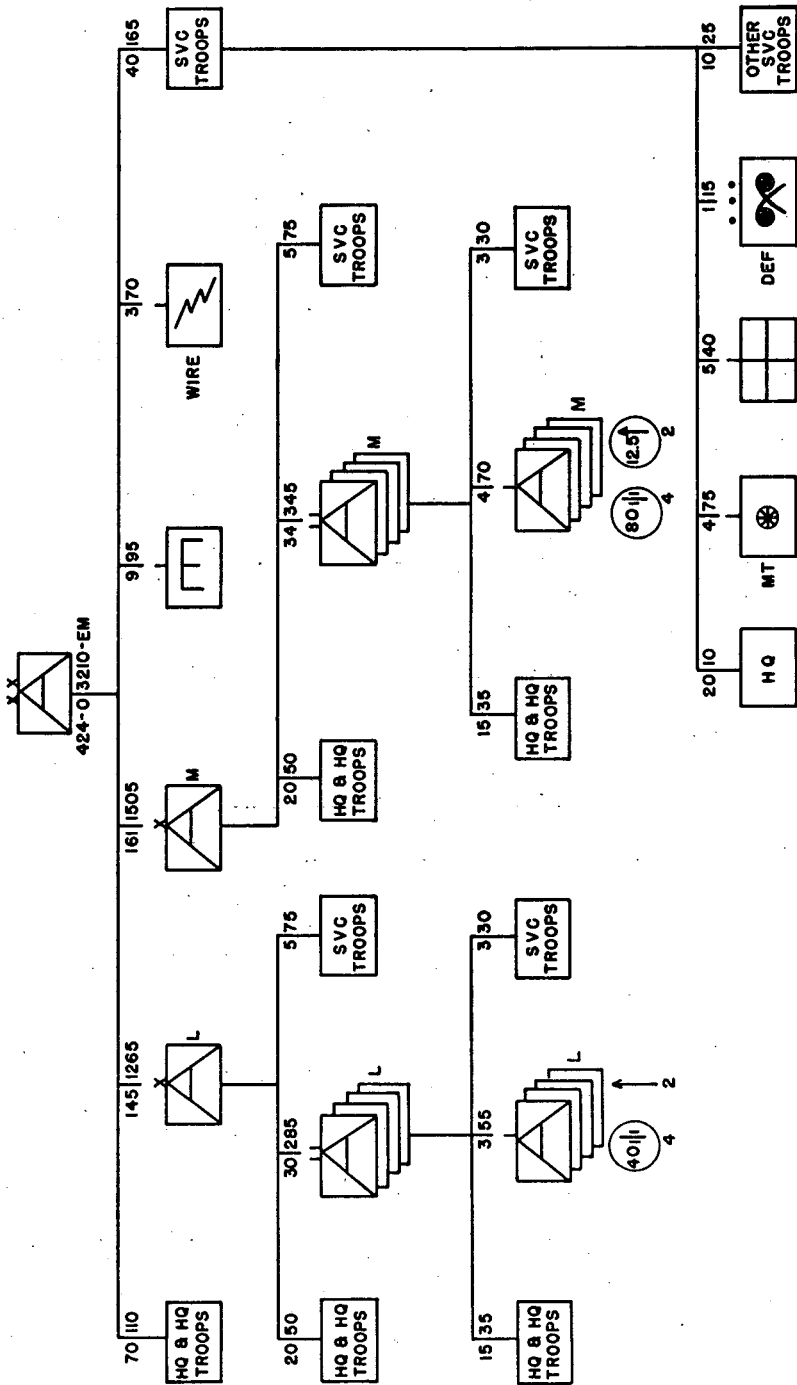 424-O 3210-EM
70 110
HQ & HQ
TROOPS
145 1265
L
161 1505
M
9 95
3 70
WIRE
40 165
SVC
TROOPS
20 50
HQ & HQ
TROOPS
30 285
L
5 75
SVC
TROOPS
20 50
HQ & HQ
TROOPS
34 345
M
5 75
SVC
TROOPS
15 35
HQ & HQ
TROOPS
3 55
L
40
4
2
3 30
SVC
TROOPS
15 35
HQ & HQ
TROOPS
4 70
M
80
4
12.5
2
3 30
SVC
TROOPS
20 10
HQ
4 75
MT
5 40
1 15
DEF
10 25
OTHER
SVC
TROOPS